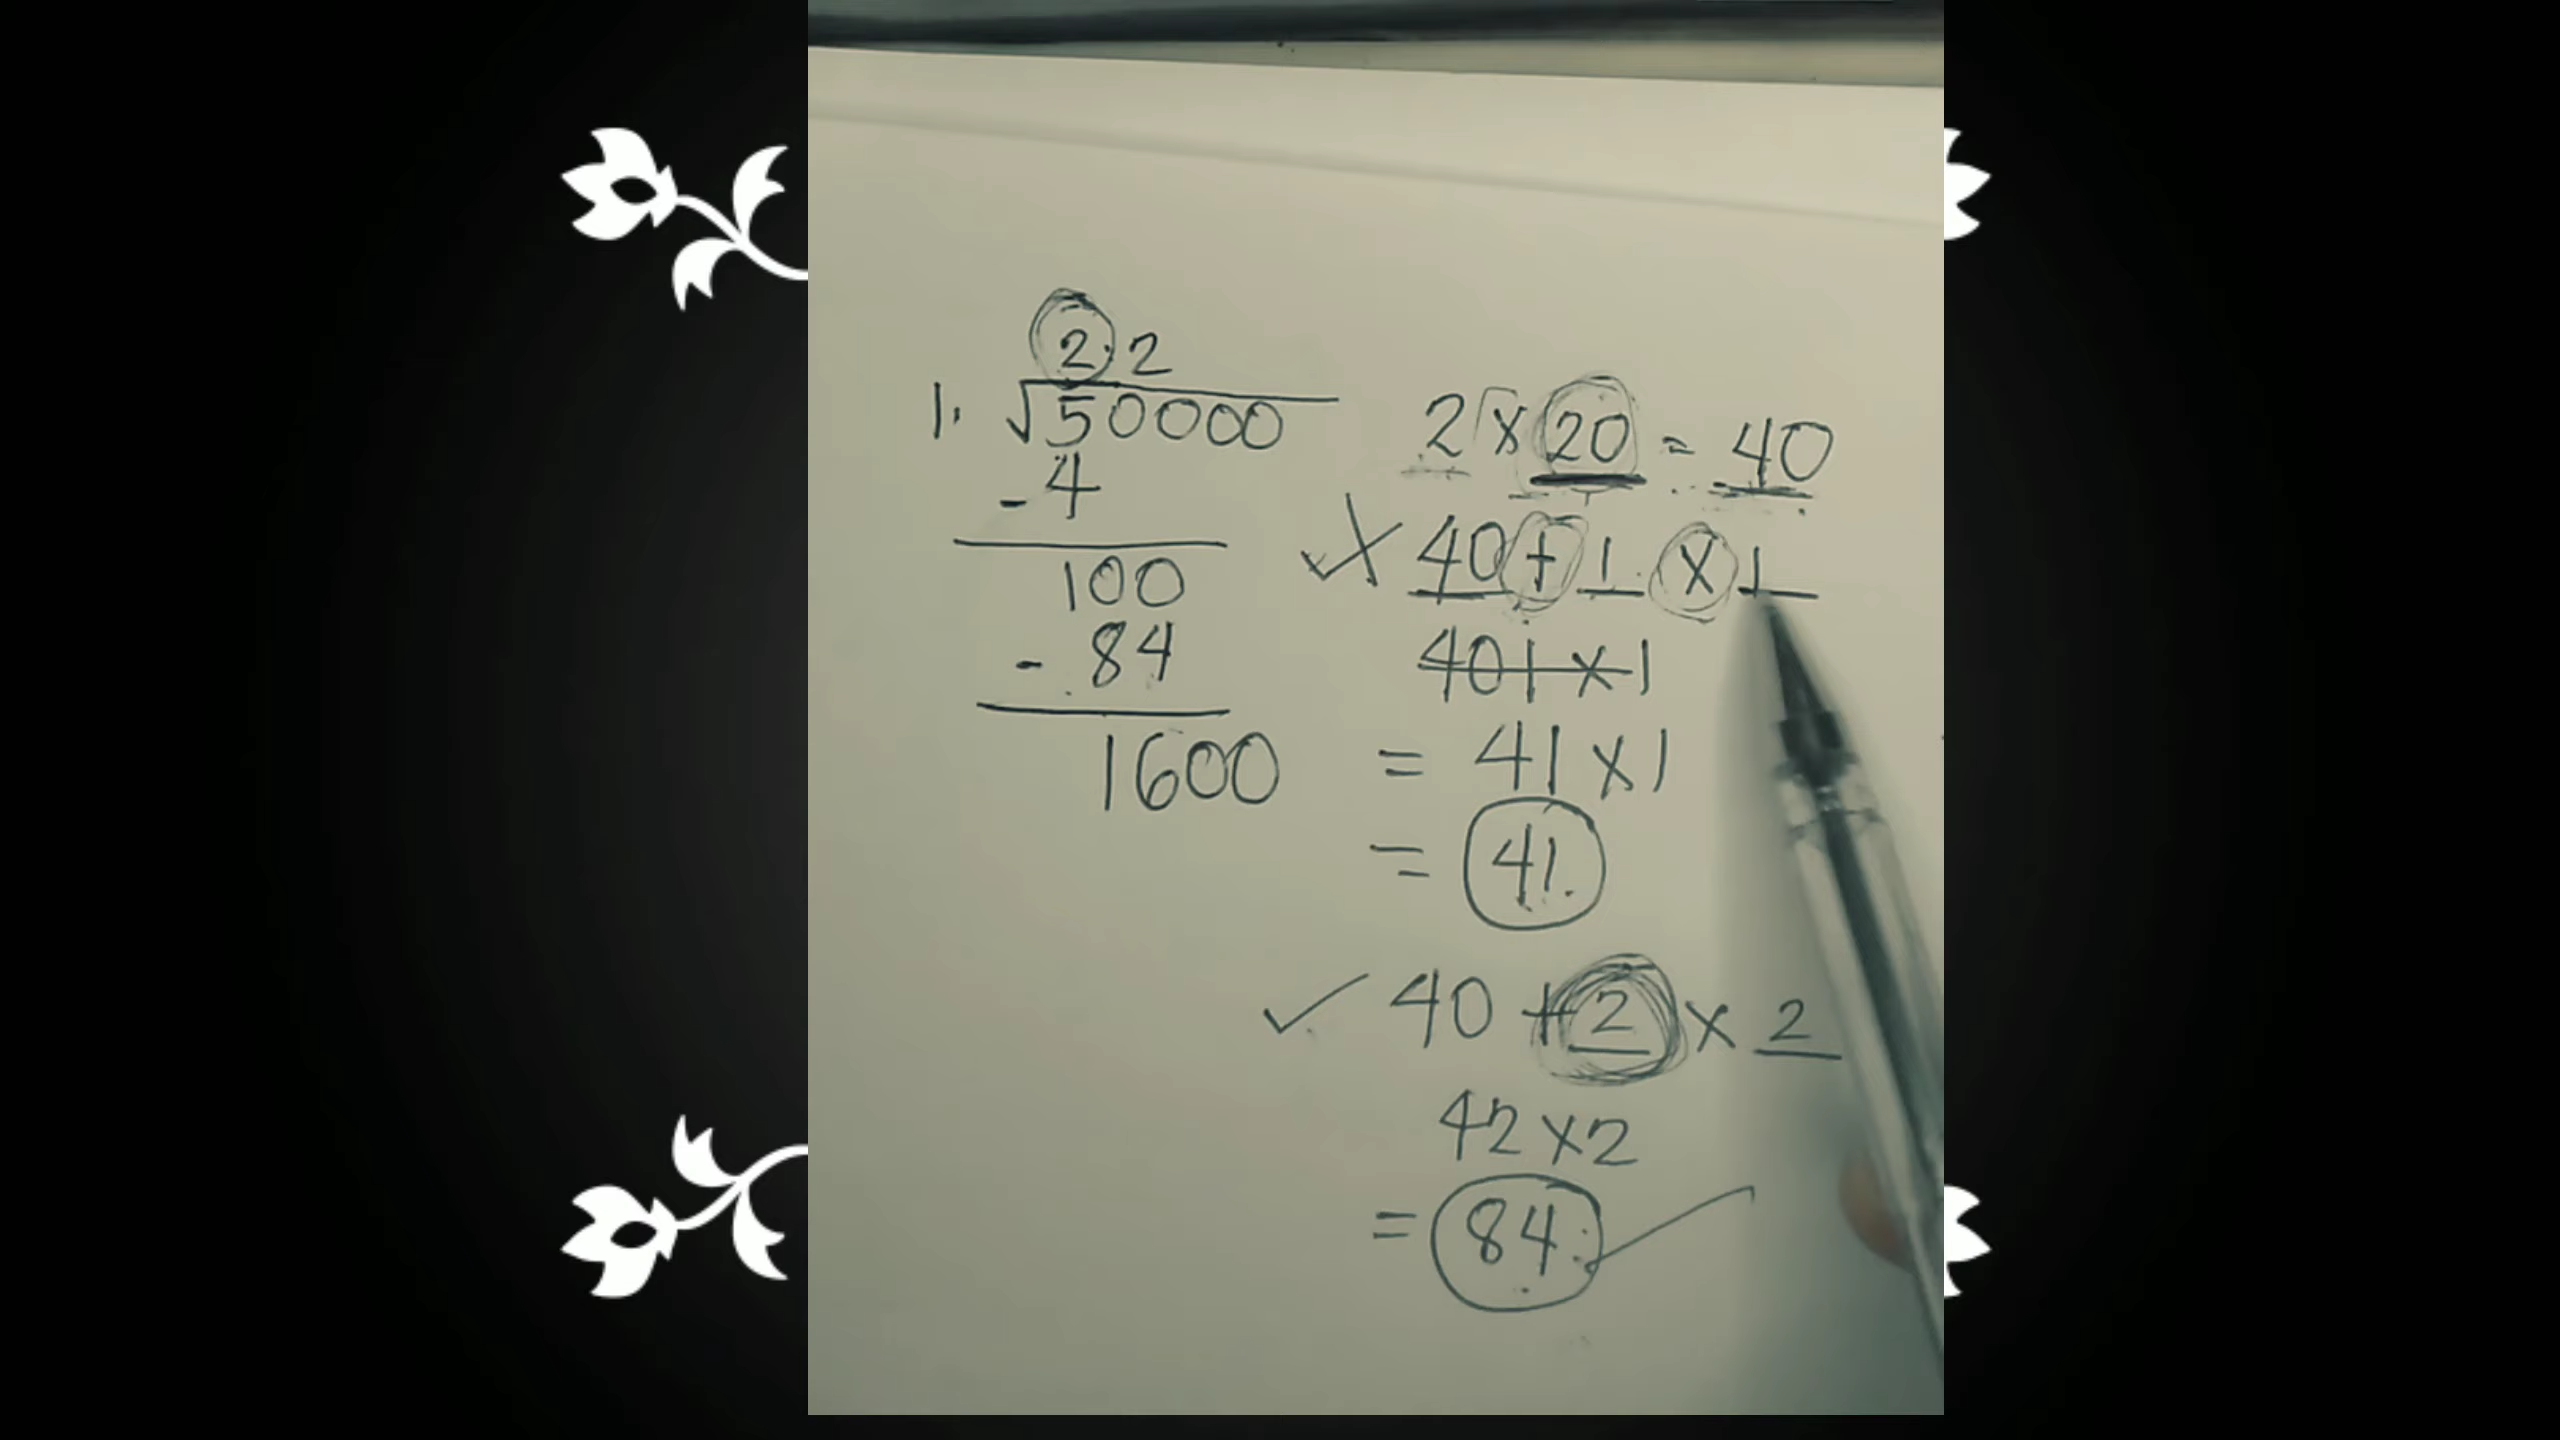 2.2
1. √50000
-4
100
- 84
1600
2 x 20 = 40
40 + 1 x 1
401 x 1
= 41 x 1
= 41
40 + 2 x 2
42 x 2
= 84